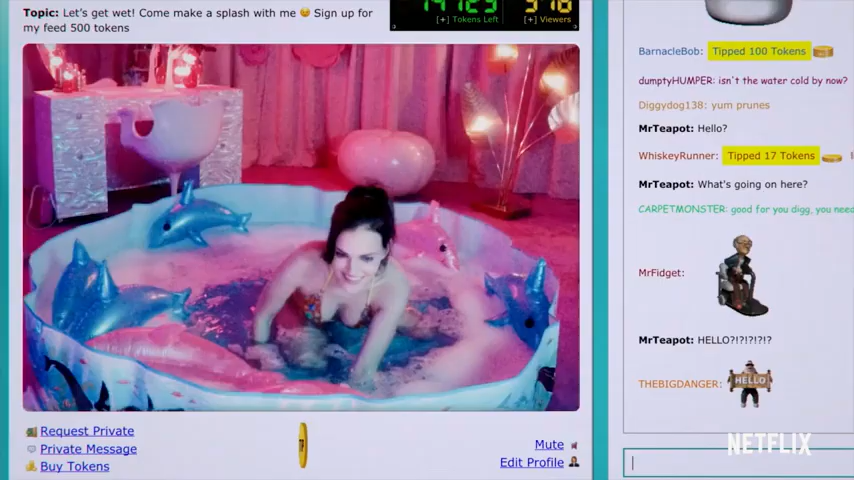 Topic: Let's get wet! Come make a splash with me 😉 Sign up for
my feed 500 tokens
[+] Tokens Left
[+] Viewers
BarnacleBob: Tipped 100 Tokens
dumptyHUMPER: isn't the water cold by now?
Diggydog138: yum prunes
MrTeapot: Hello?
WhiskeyRunner: Tipped 17 Tokens
MrTeapot: What's going on here?
CARPETMONSTER: good for you digg, you need
MrFidget:
MrTeapot: HELLO?!?!?!?!?
THEBIGDANGER: HELLO
Request Private
Private Message
Buy Tokens
Mute
Edit Profile
NETFLIX